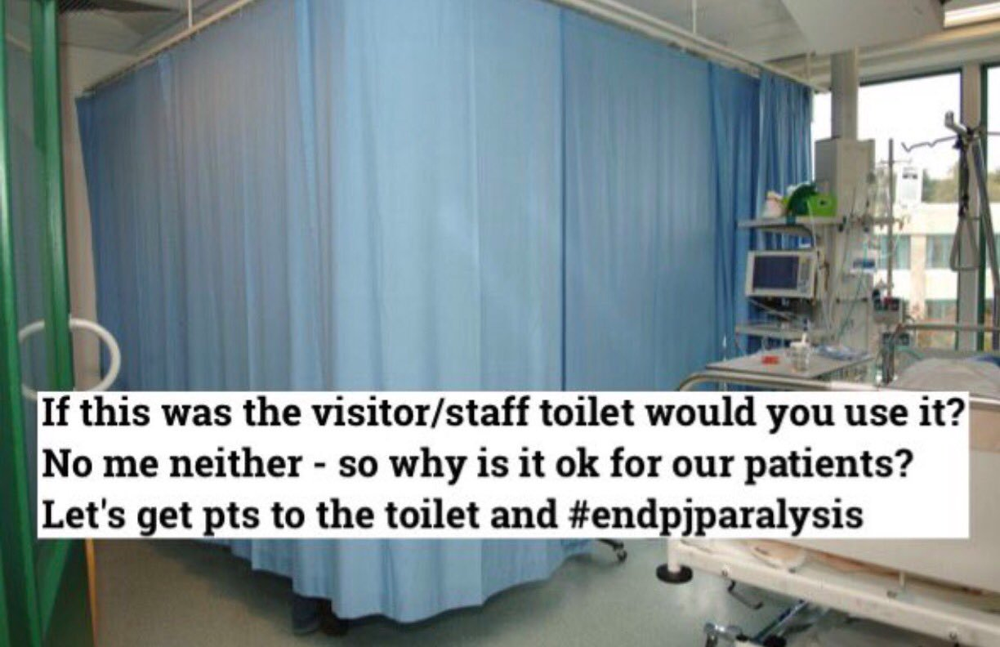 If this was the visitor/staff toilet would you use it?
No me neither - so why is it ok for our patients?
Let's get pts to the toilet and #endpjparalysis